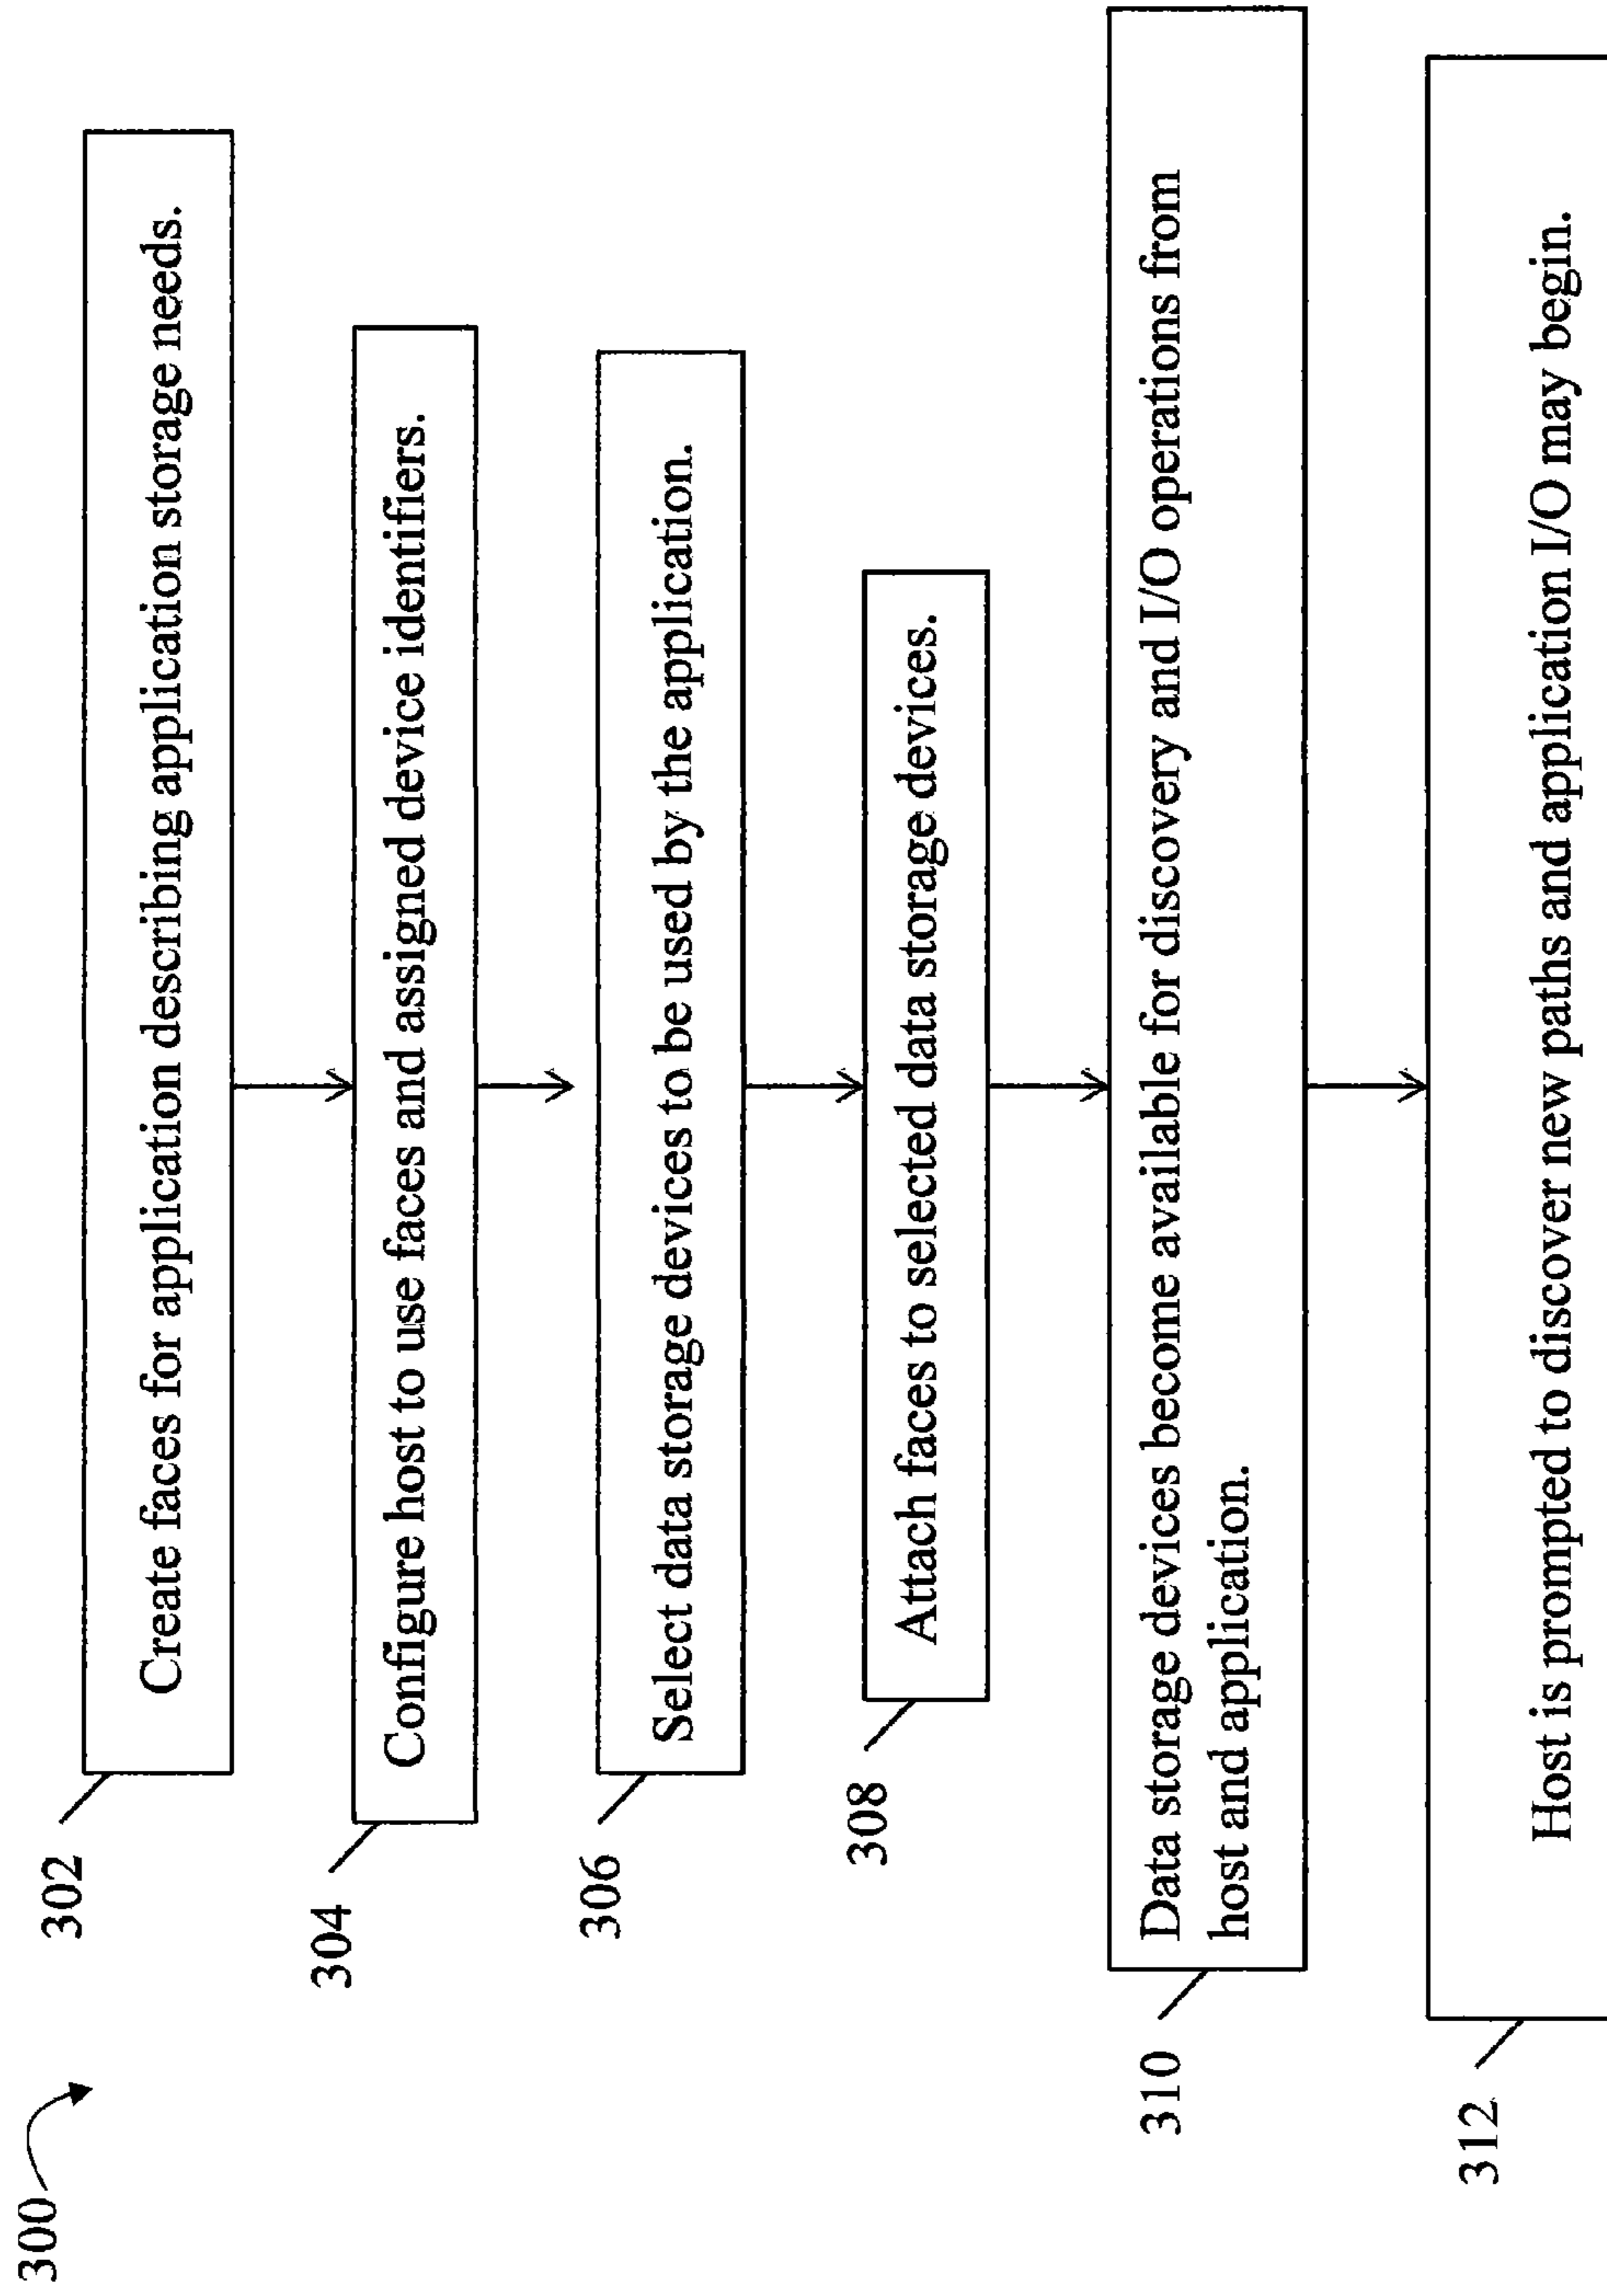 300
302
Create faces for application describing application storage needs.
304
Configure host to use faces and assigned device identifiers.
306
Select data storage devices to be used by the application.
308
Attach faces to selected data storage devices.
310
Data storage devices become available for discovery and I/O operations from
host and application.
312
Host is prompted to discover new paths and application I/O may begin.